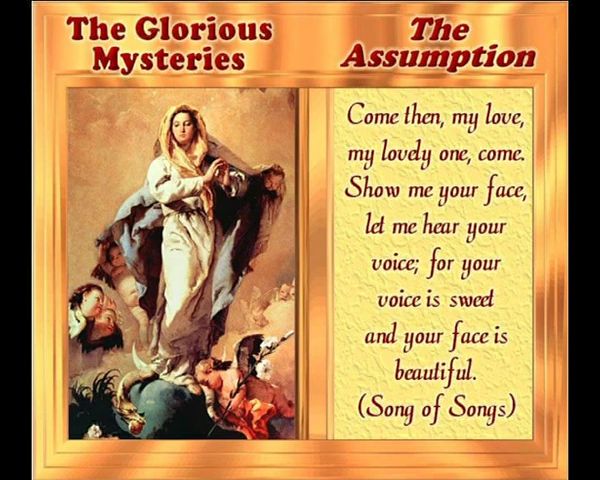 The Glorious
Mysteries
The
Assumption
Come then, my love,
my lovely one, come.
Show me your face,
let me hear your
voice; for your
voice is sweet
and your face is
beautiful.
(Song of Songs)